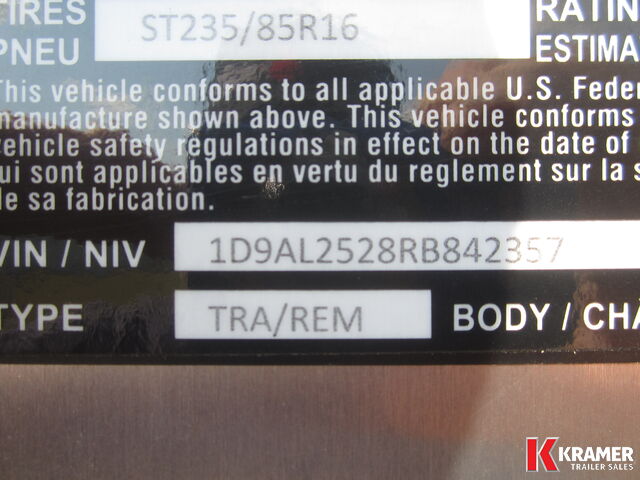 TIRES ST235/85R16 RATIN
PNEU ESTIMA
This vehicle conforms to all applicable U.S. Feder
manufacture shown above. This vehicle conforms
vehicle safety regulations in effect on the date of
ui sont applicables en vertu du reglement sur la s
de sa fabrication.
VIN / NIV 1D9AL2528RB842357
TYPE TRA/REM BODY / CHA
KRAMER
TRAILER SALES